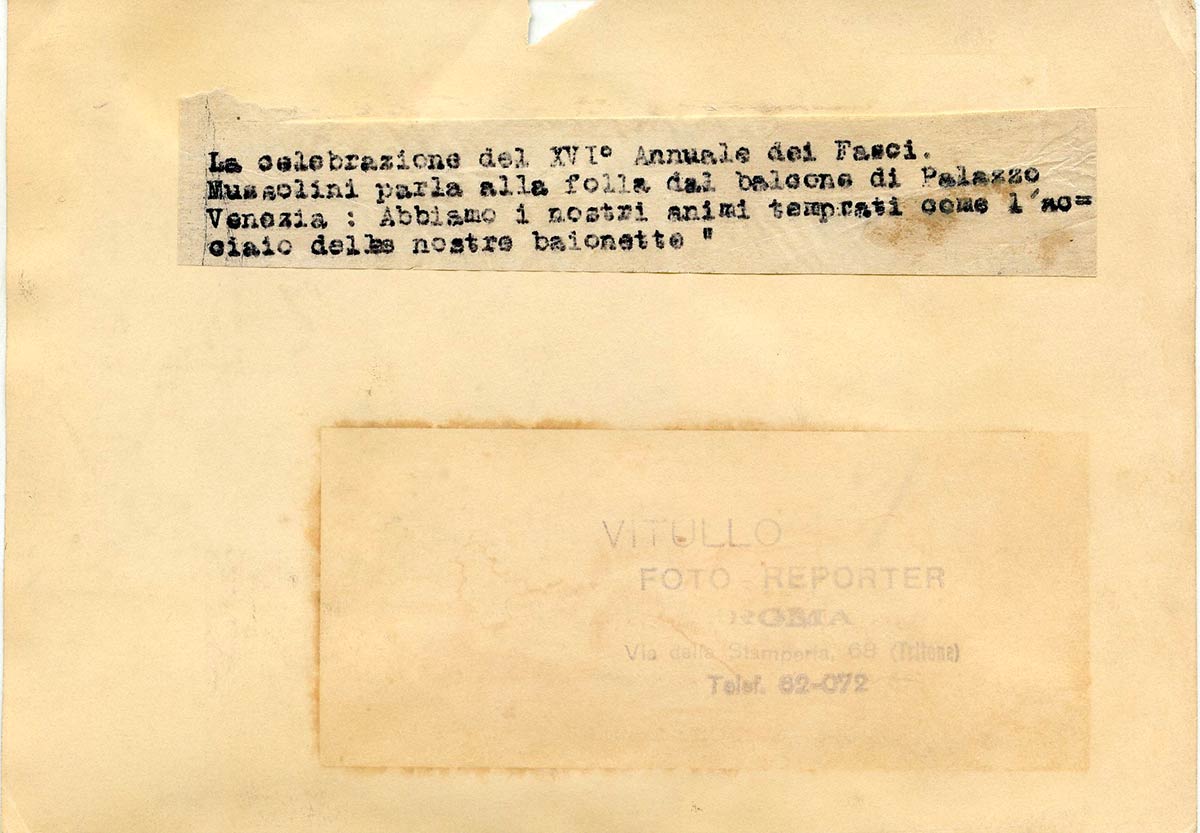 La celebrazione del XVI° Annuale dei Fasci.
Mussolini parla alla folla dal balcone di Palazzo
Venezia : Abbiamo i nostri animi temprati come l'ac=
ciaio delle nostre baionette "
VITULLO
FOTO - REPORTER
ROMA
Via della Stamperia, 68 (Tritone)
Telef. 62-072